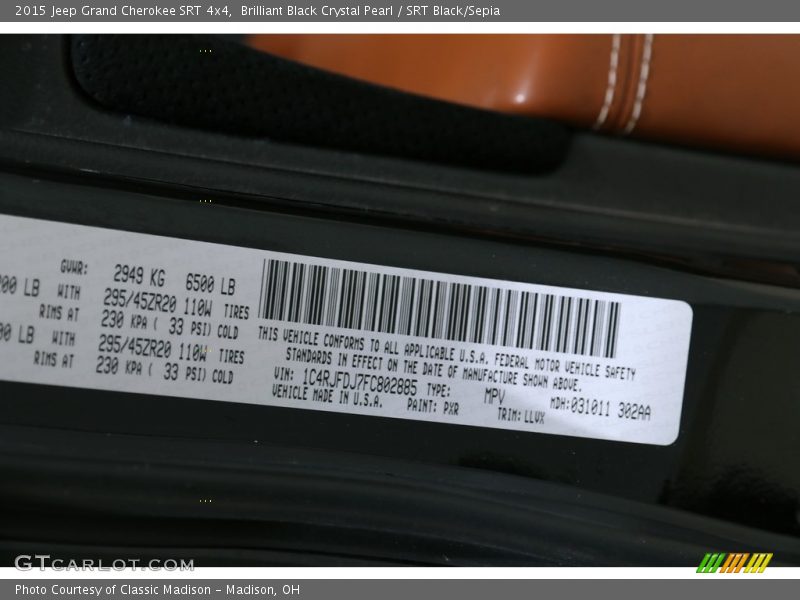 2015 Jeep Grand Cherokee SRT 4x4,  Brilliant Black Crystal Pearl / SRT Black/Sepia
GVWR: 2949 KG 6500 LB
00 LB WITH 295/45ZR20 110W TIRES
RIMS AT 230 KPA ( 33 PSI) COLD
00 LB WITH 295/45ZR20 110W TIRES
RIMS AT 230 KPA ( 33 PSI) COLD
THIS VEHICLE CONFORMS TO ALL APPLICABLE U.S.A. FEDERAL MOTOR VEHICLE SAFETY
STANDARDS IN EFFECT ON THE DATE OF MANUFACTURE SHOWN ABOVE.
VIN: 1C4RJFDJ7FC802885 TYPE: MPV MDH:031011 302AA
VEHICLE MADE IN U.S.A. PAINT: PXR TRIM: LLVX
GTCARLOT.COM
Photo Courtesy of Classic Madison – Madison, OH